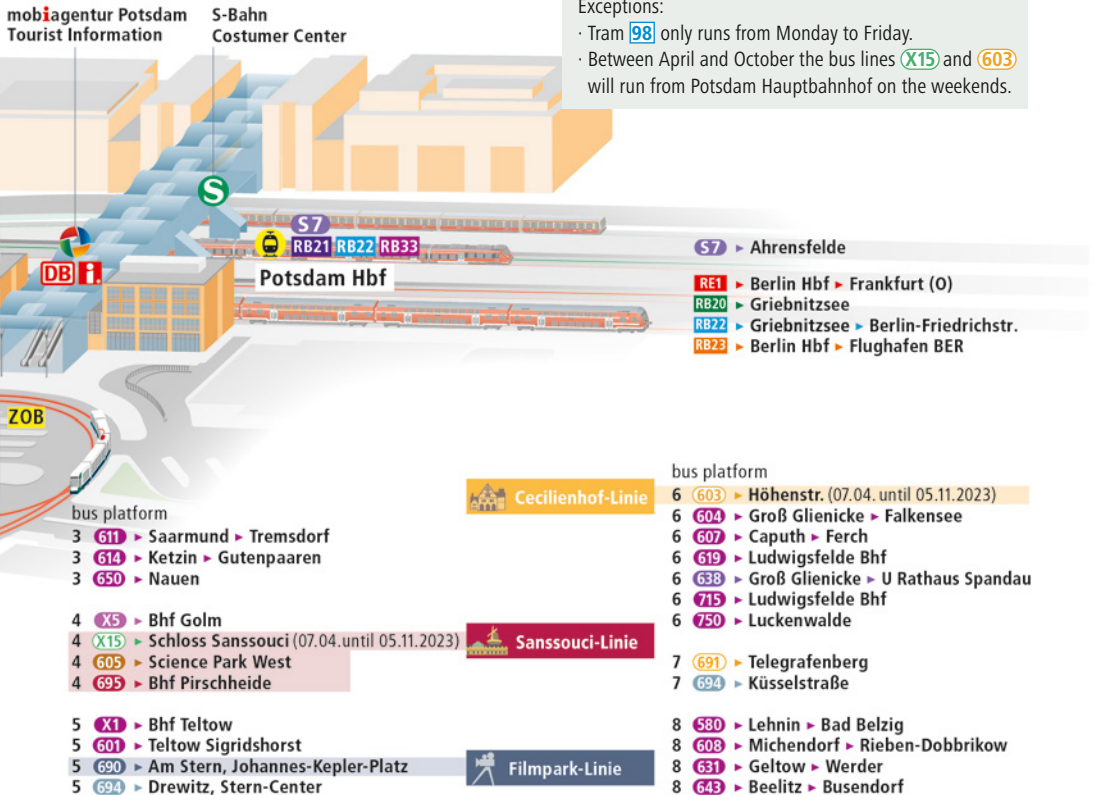 mobiagentur Potsdam
Tourist Information
S-Bahn
Costumer Center
Exceptions:
· Tram 98 only runs from Monday to Friday.
· Between April and October the bus lines X15 and 603
will run from Potsdam Hauptbahnhof on the weekends.
S
S7
RB21 RB22 RB33
DB i
Potsdam Hbf
S7 ► Ahrensfelde
RE1 ► Berlin Hbf ► Frankfurt (O)
RB20 ► Griebnitzsee
RB22 ► Griebnitzsee ► Berlin-Friedrichstr.
RB23 ► Berlin Hbf ► Flughafen BER
ZOB
bus platform
3 611 ► Saarmund ► Tremsdorf
3 614 ► Ketzin ► Gutenpaaren
3 650 ► Nauen
4 X5 ► Bhf Golm
4 X15 ► Schloss Sanssouci (07.04.until 05.11.2023)
4 605 ► Science Park West
4 695 ► Bhf Pirschheide
5 X1 ► Bhf Teltow
5 601 ► Teltow Sigridshorst
5 690 ► Am Stern, Johannes-Kepler-Platz
5 694 ► Drewitz, Stern-Center
Cecilienhof-Linie
Sanssouci-Linie
Filmpark-Linie
bus platform
6 603 ► Höhenstr. (07.04. until 05.11.2023)
6 604 ► Groß Glienicke ► Falkensee
6 607 ► Caputh ► Ferch
6 619 ► Ludwigsfelde Bhf
6 638 ► Groß Glienicke ► U Rathaus Spandau
6 715 ► Ludwigsfelde Bhf
6 750 ► Luckenwalde
7 691 ► Telegrafenberg
7 694 ► Küsselstraße
8 580 ► Lehnin ► Bad Belzig
8 608 ► Michendorf ► Rieben-Dobbrikow
8 631 ► Geltow ► Werder
8 643 ► Beelitz ► Busendorf